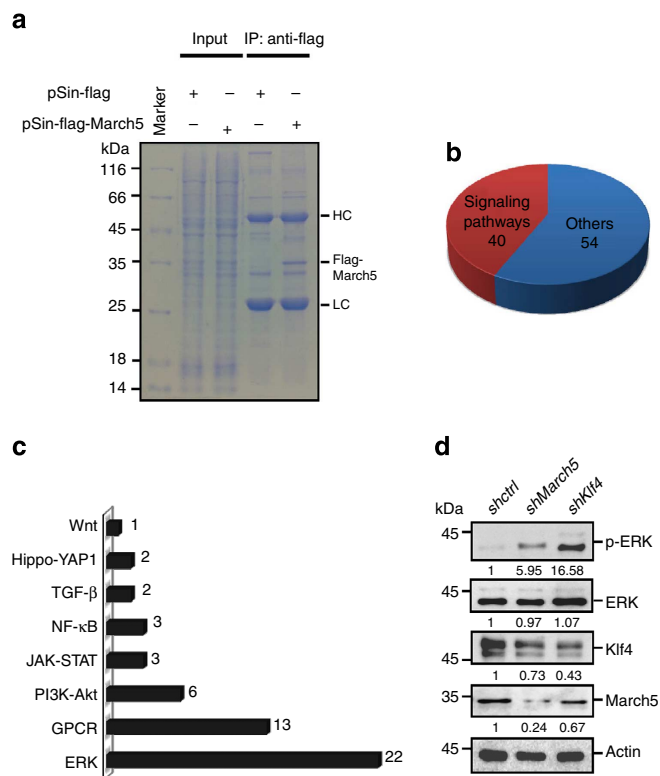 a
Input IP: anti-flag
pSin-flag + – + –
pSin-flag-March5 – + – +
Marker
kDa
116
66
45
35
25
18
14
HC
Flag-
March5
LC
b
Signaling
pathways
40
Others
54
c
Wnt 1
Hippo-YAP1 2
TGF-β 2
NF-κB 3
JAK-STAT 3
PI3K-Akt 6
GPCR 13
ERK 22
d
kDa shctrl shMarch5 shKlf4
45 p-ERK
1 5.95 16.58
45 ERK
1 0.97 1.07
45 Klf4
1 0.73 0.43
35 March5
1 0.24 0.67
45 Actin